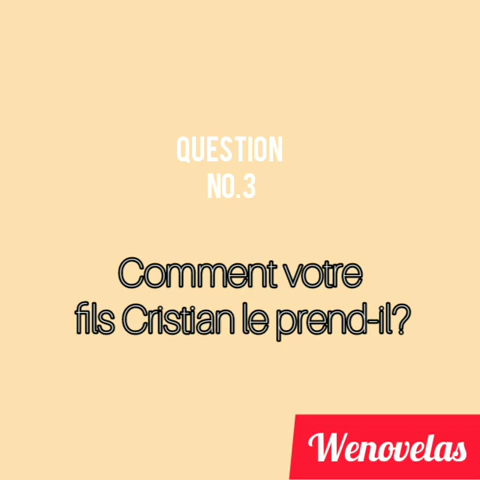 QUESTION
NO.3
Comment votre
fils Cristian le prend-il?
Wenovelas